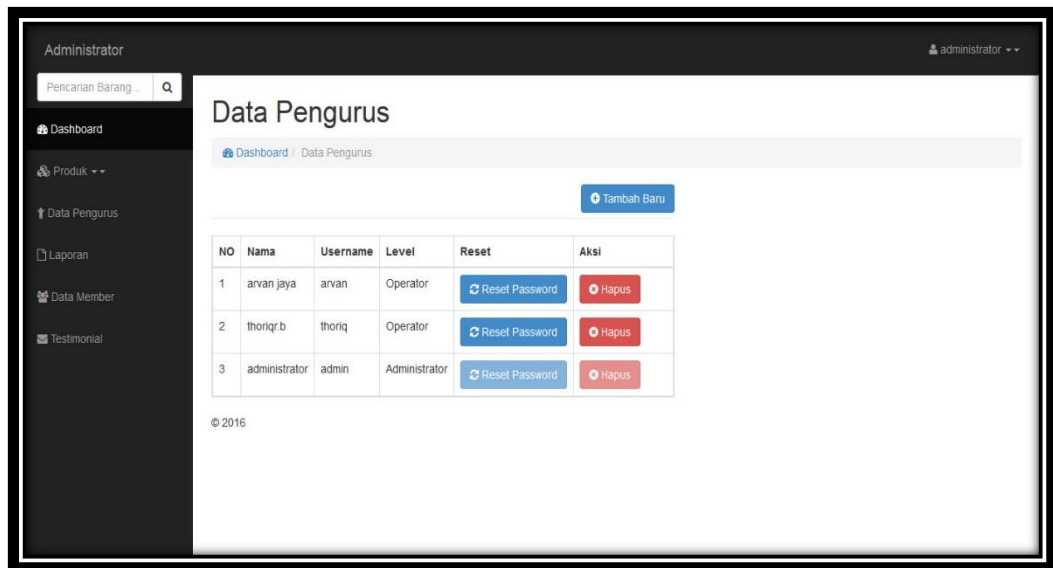 Administrator
administrator
Pencarian Barang...
Dashboard
Produk
Data Pengurus
Laporan
Data Member
Testimonial
Data Pengurus
Dashboard / Data Pengurus
Tambah Baru
NO Nama Username Level Reset Aksi
1 arvan jaya arvan Operator Reset Password Hapus
2 thoriqr.b thoriq Operator Reset Password Hapus
3 administrator admin Administrator Reset Password Hapus
© 2016